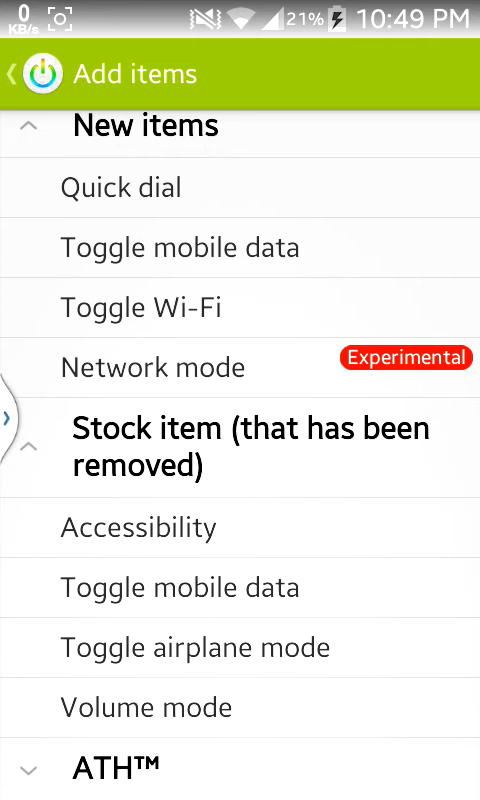 0
KB/s
21%
10:49 PM
Add items
New items
Quick dial
Toggle mobile data
Toggle Wi-Fi
Network mode
Experimental
Stock item (that has been
removed)
Accessibility
Toggle mobile data
Toggle airplane mode
Volume mode
ATH™